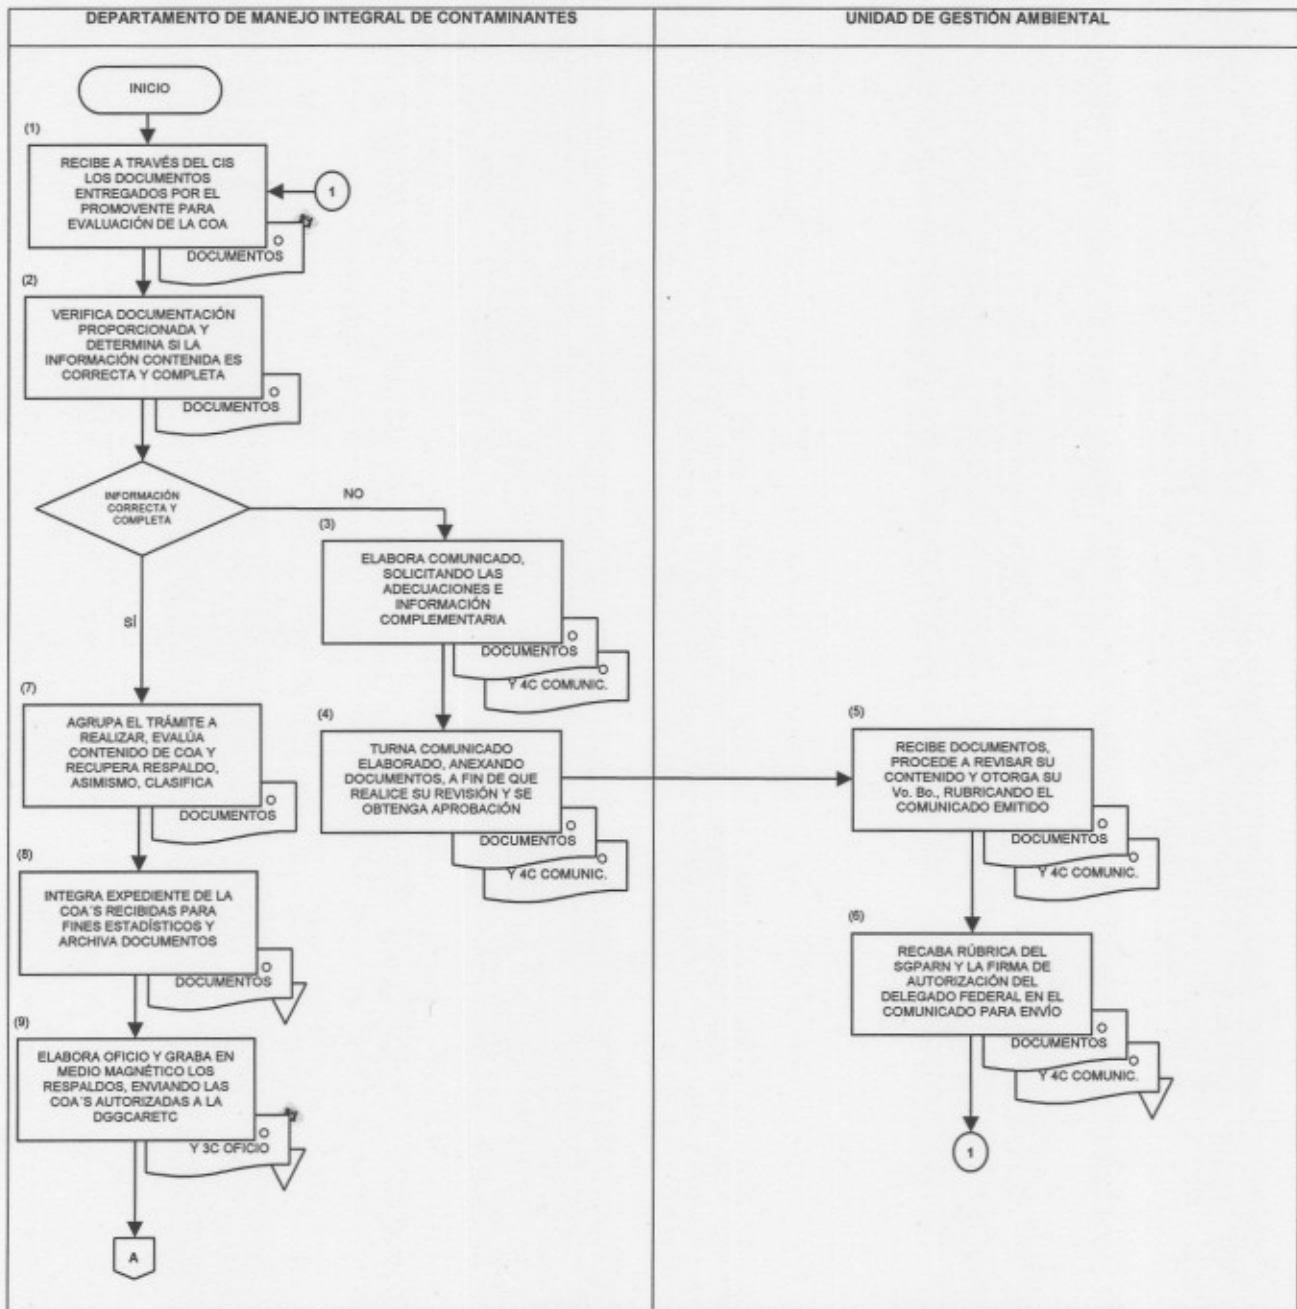 DEPARTAMENTO DE MANEJO INTEGRAL DE CONTAMINANTES
UNIDAD DE GESTIÓN AMBIENTAL
INICIO
(1)
RECIBE A TRAVÉS DEL CIS
LOS DOCUMENTOS
ENTREGADOS POR EL
PROMOVENTE PARA
EVALUACIÓN DE LA COA
1
O
DOCUMENTOS
(2)
VERIFICA DOCUMENTACIÓN
PROPORCIONADA Y
DETERMINA SI LA
INFORMACIÓN CONTENIDA ES
CORRECTA Y COMPLETA
O
DOCUMENTOS
INFORMACIÓN
CORRECTA Y
COMPLETA
NO
SÍ
(3)
ELABORA COMUNICADO,
SOLICITANDO LAS
ADECUACIONES E
INFORMACIÓN
COMPLEMENTARIA
O
DOCUMENTOS
O
Y 4C COMUNIC.
(4)
TURNA COMUNICADO
ELABORADO, ANEXANDO
DOCUMENTOS, A FIN DE QUE
REALICE SU REVISIÓN Y SE
OBTENGA APROBACIÓN
O
DOCUMENTOS
O
Y 4C COMUNIC.
(5)
RECIBE DOCUMENTOS,
PROCEDE A REVISAR SU
CONTENIDO Y OTORGA SU
Vo. Bo., RUBRICANDO EL
COMUNICADO EMITIDO
O
DOCUMENTOS
O
Y 4C COMUNIC.
(6)
RECABA RÚBRICA DEL
SGPARN Y LA FIRMA DE
AUTORIZACIÓN DEL
DELEGADO FEDERAL EN EL
COMUNICADO PARA ENVÍO
O
DOCUMENTOS
O
Y 4C COMUNIC.
1
(7)
AGRUPA EL TRÁMITE A
REALIZAR, EVALÚA
CONTENIDO DE COA Y
RECUPERA RESPALDO,
ASIMISMO, CLASIFICA
O
DOCUMENTOS
(8)
INTEGRA EXPEDIENTE DE LA
COA´S RECIBIDAS PARA
FINES ESTADÍSTICOS Y
ARCHIVA DOCUMENTOS
O
DOCUMENTOS
(9)
ELABORA OFICIO Y GRABA EN
MEDIO MAGNÉTICO LOS
RESPALDOS, ENVIANDO LAS
COA´S AUTORIZADAS A LA
DGGCARETC
O
Y 3C OFICIO
A